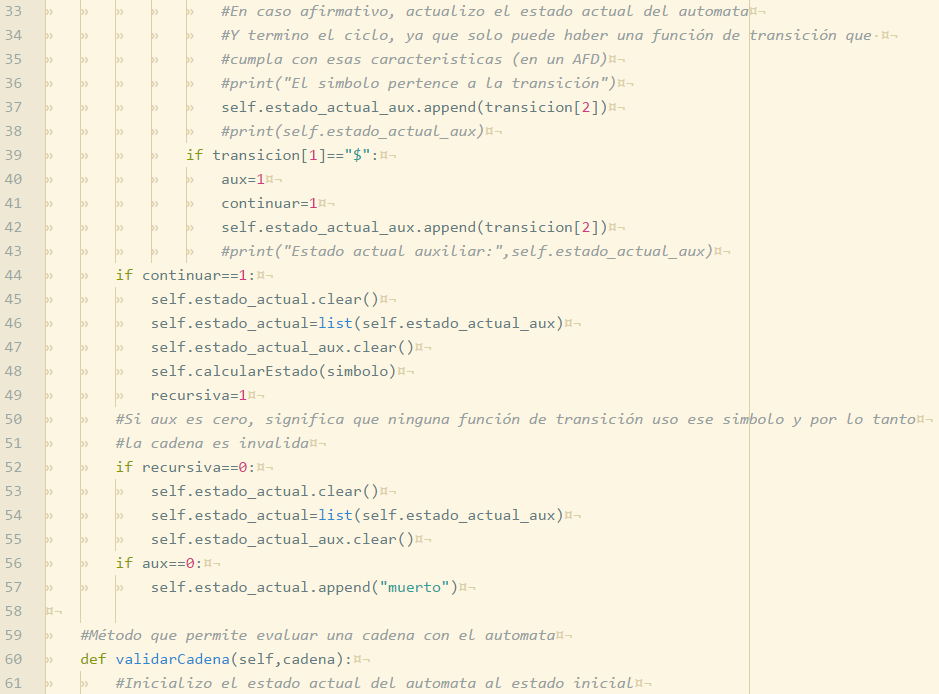 33 #En caso afirmativo, actualizo el estado actual del automata
34 #Y termino el ciclo, ya que solo puede haber una función de transición que
35 #cumpla con esas caracteristicas (en un AFD)
36 #print("El simbolo pertence a la transición")
37 self.estado_actual_aux.append(transicion[2])
38 #print(self.estado_actual_aux)
39 if transicion[1]=="$":
40 aux=1
41 continuar=1
42 self.estado_actual_aux.append(transicion[2])
43 #print("Estado actual auxiliar:",self.estado_actual_aux)
44 if continuar==1:
45 self.estado_actual.clear()
46 self.estado_actual=list(self.estado_actual_aux)
47 self.estado_actual_aux.clear()
48 self.calcularEstado(simbolo)
49 recursiva=1
50 #Si aux es cero, significa que ninguna función de transición uso ese simbolo y por lo tanto
51 #la cadena es invalida
52 if recursiva==0:
53 self.estado_actual.clear()
54 self.estado_actual=list(self.estado_actual_aux)
55 self.estado_actual_aux.clear()
56 if aux==0:
57 self.estado_actual.append("muerto")
58
59 #Método que permite evaluar una cadena con el automata
60 def validarCadena(self,cadena):
61 #Inicializo el estado actual del automata al estado inicial